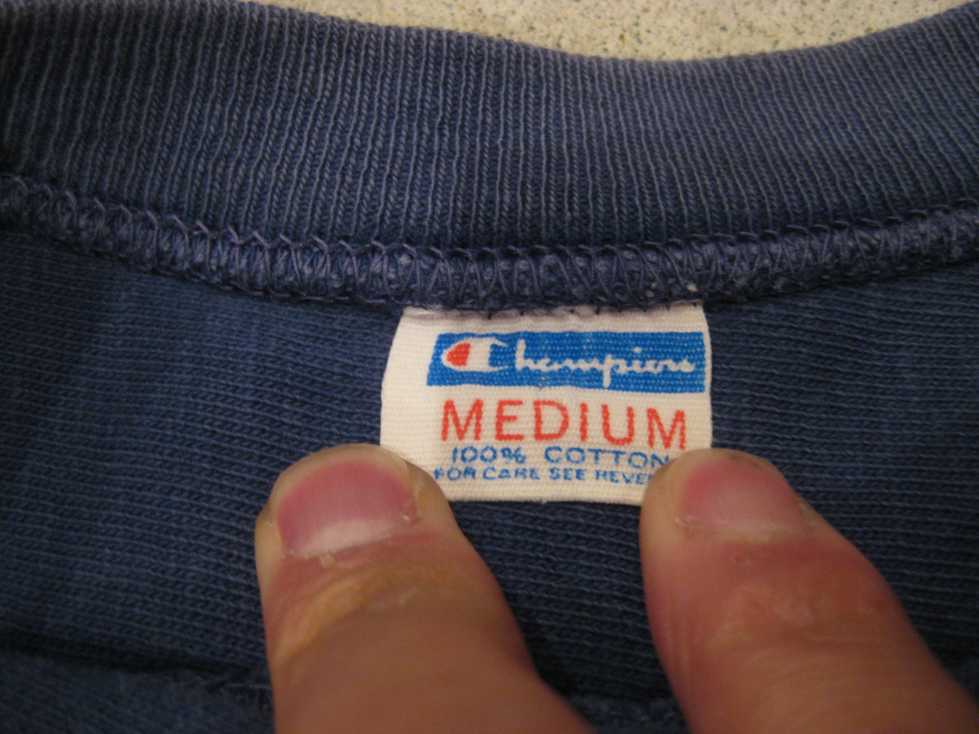 Champion
MEDIUM
100% COTTON
FOR CARE SEE